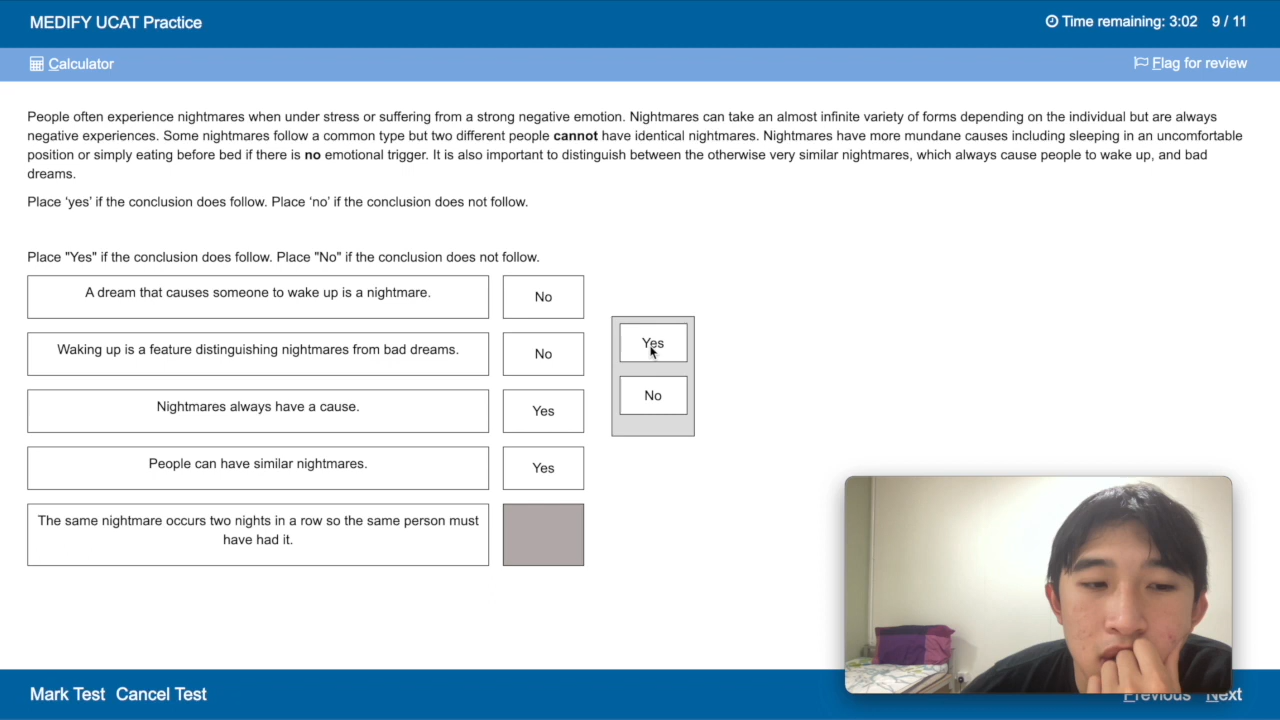 MEDIFY UCAT Practice
Time remaining: 3:02 9 / 11
Calculator
Flag for review
People often experience nightmares when under stress or suffering from a strong negative emotion. Nightmares can take an almost infinite variety of forms depending on the individual but are always
negative experiences. Some nightmares follow a common type but two different people cannot have identical nightmares. Nightmares have more mundane causes including sleeping in an uncomfortable
position or simply eating before bed if there is no emotional trigger. It is also important to distinguish between the otherwise very similar nightmares, which always cause people to wake up, and bad
dreams.
Place ‘yes’ if the conclusion does follow. Place ‘no’ if the conclusion does not follow.
Place "Yes" if the conclusion does follow. Place "No" if the conclusion does not follow.
A dream that causes someone to wake up is a nightmare.
No
Waking up is a feature distinguishing nightmares from bad dreams.
No
Nightmares always have a cause.
Yes
People can have similar nightmares.
Yes
The same nightmare occurs two nights in a row so the same person must
have had it.
Yes
No
Mark Test Cancel Test
Previous Next